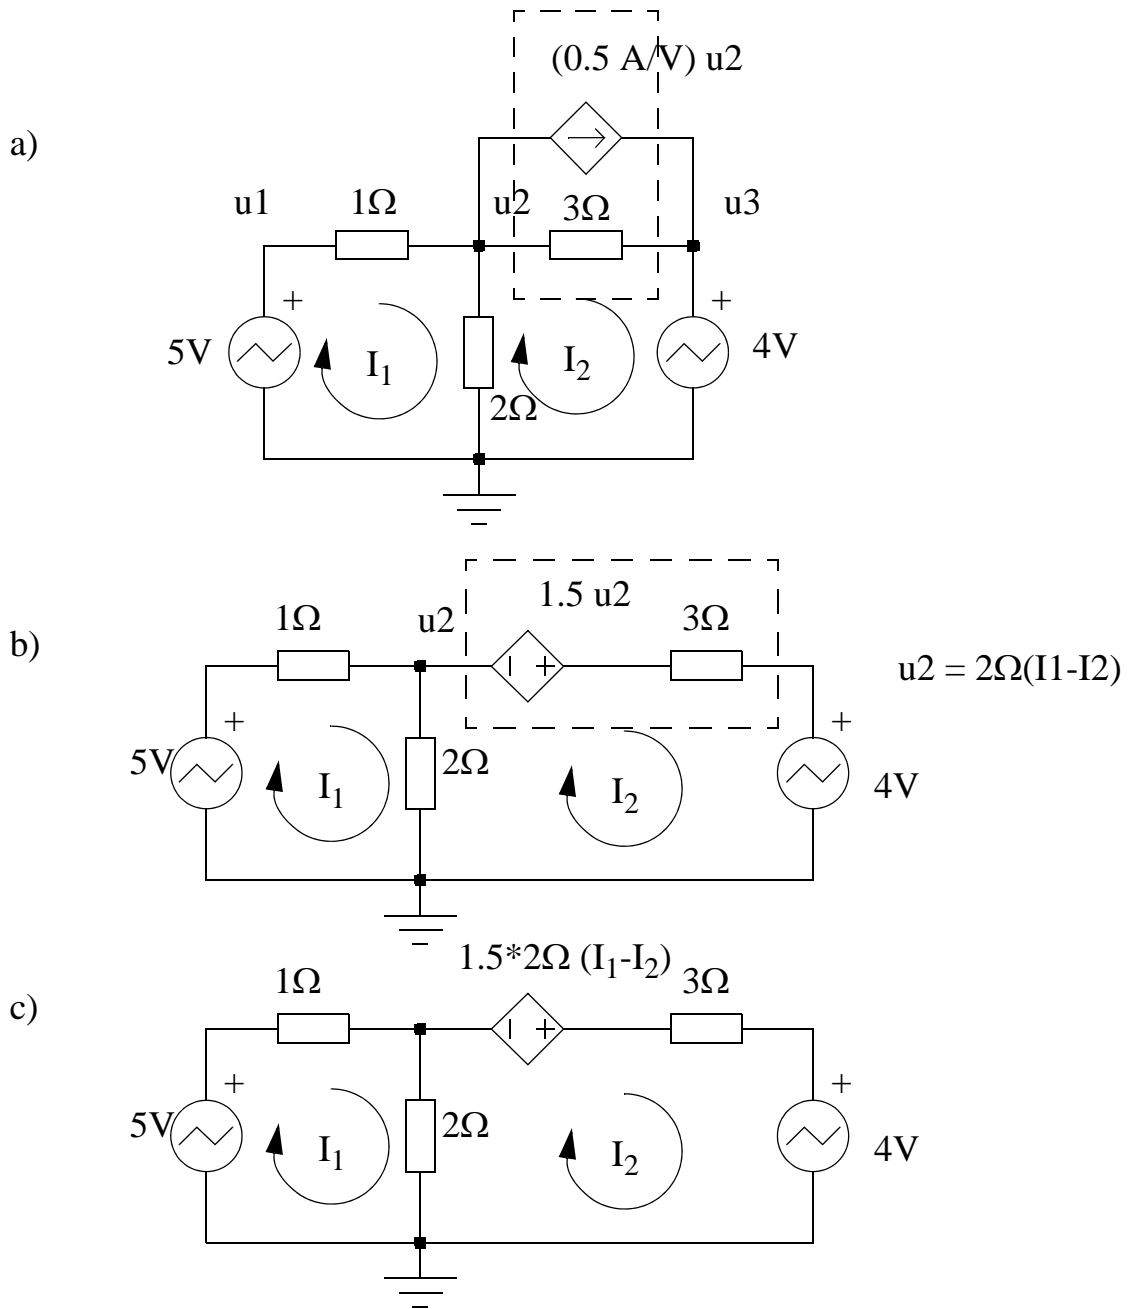 (0.5 A/V) u2
a)
u1
1Ω
u2
3Ω
u3
+
+
5V
I1
I2
4V
2Ω
1.5 u2
1Ω
u2
3Ω
b)
u2 = 2Ω(I1-I2)
+
+
5V
2Ω
I1
I2
4V
1.5*2Ω (I1-I2)
1Ω
3Ω
c)
+
+
5V
2Ω
I1
I2
4V